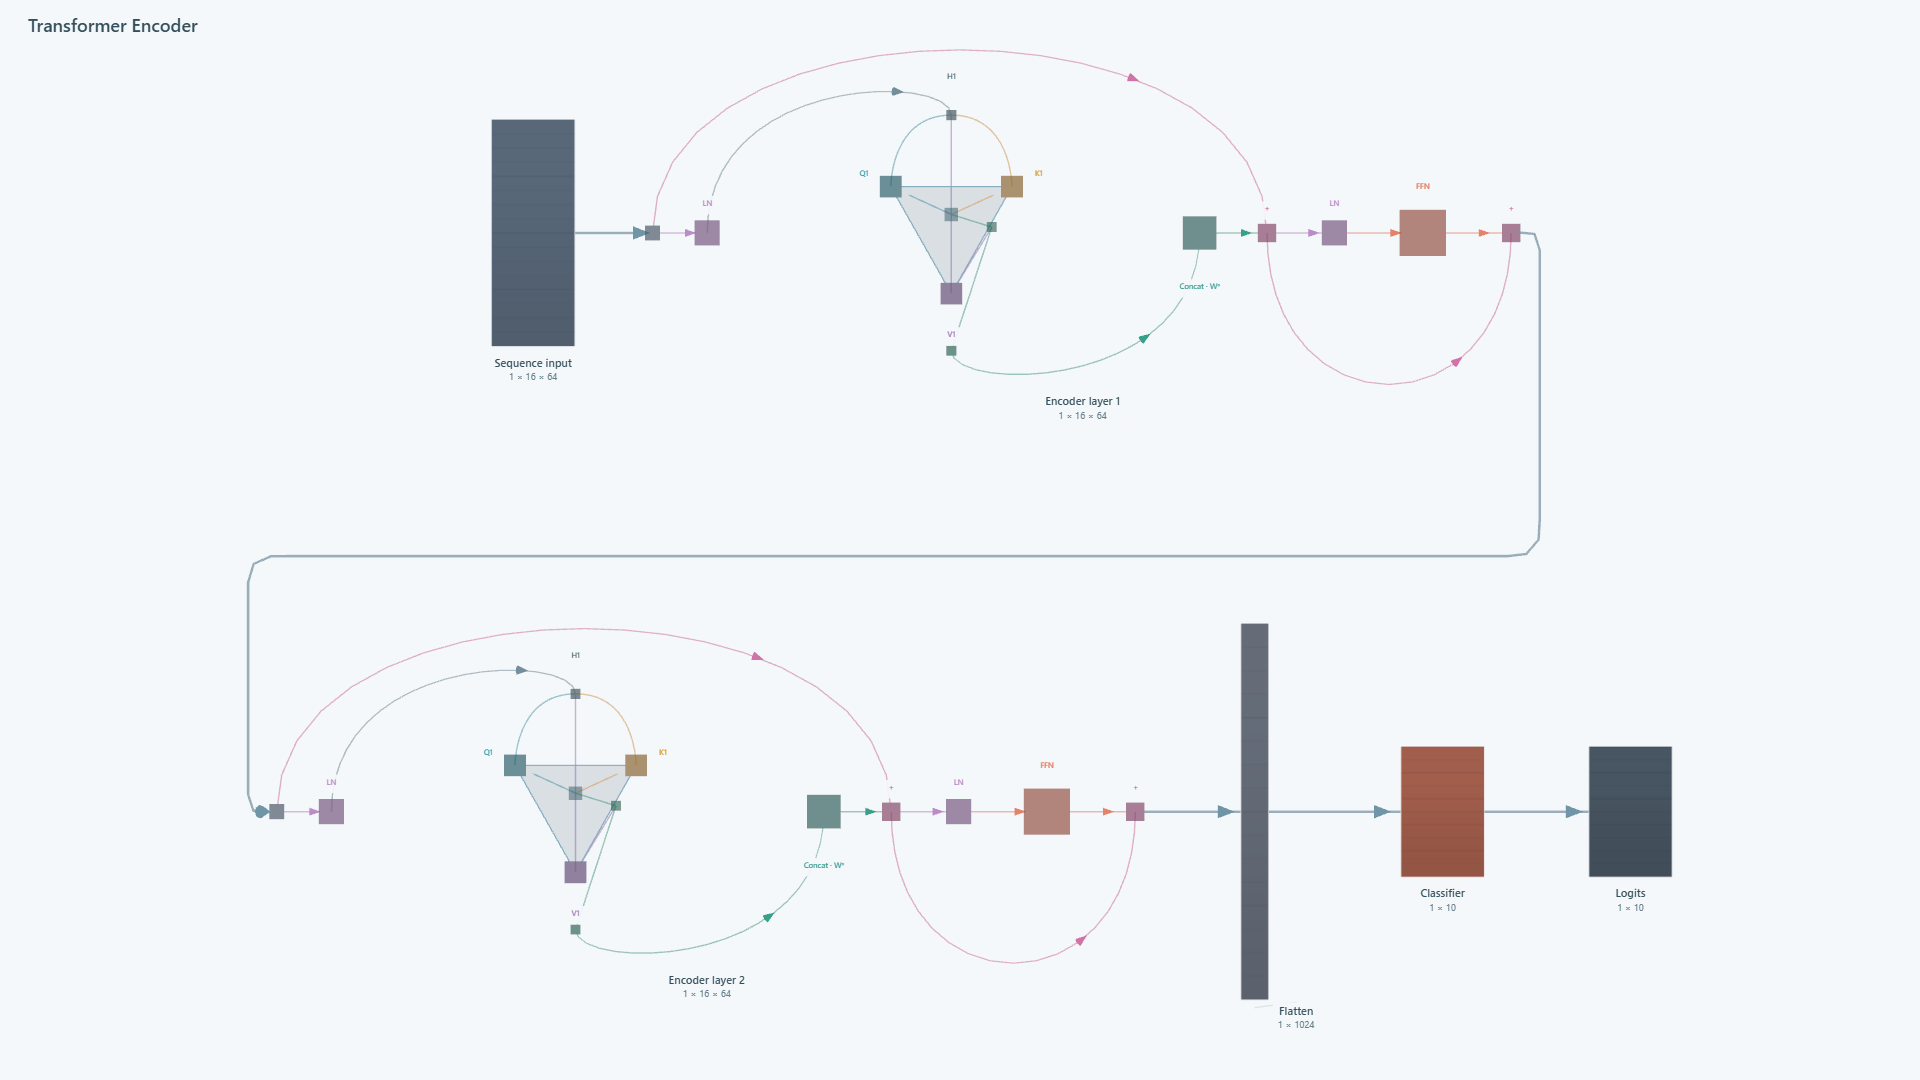 Transformer Encoder
H1
Q1
K1
LN
V1
Concat · W°
+
LN
FFN
+
Sequence input
1 × 16 × 64
Encoder layer 1
1 × 16 × 64
H1
Q1
K1
LN
V1
Concat · W°
+
LN
FFN
+
Encoder layer 2
1 × 16 × 64
Flatten
1 × 1024
Classifier
1 × 10
Logits
1 × 10